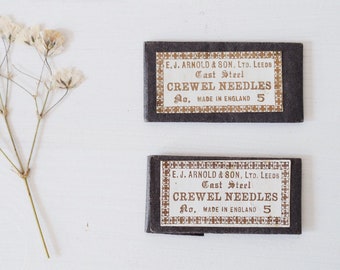 E. J. ARNOLD & SON, LTD. LEEDS
Cast Steel
CREWEL NEEDLES
No. MADE IN ENGLAND 5
E. J. ARNOLD & SON, LTD. LEEDS
Cast Steel
CREWEL NEEDLES
No. MADE IN ENGLAND 5